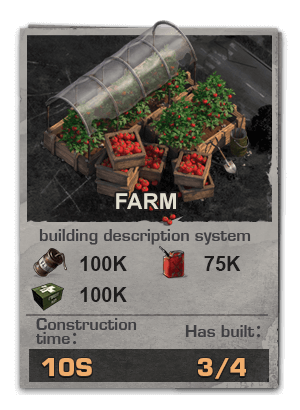 FARM
building description system
100K 75K
100K
Construction time: Has built:
10S 3/4